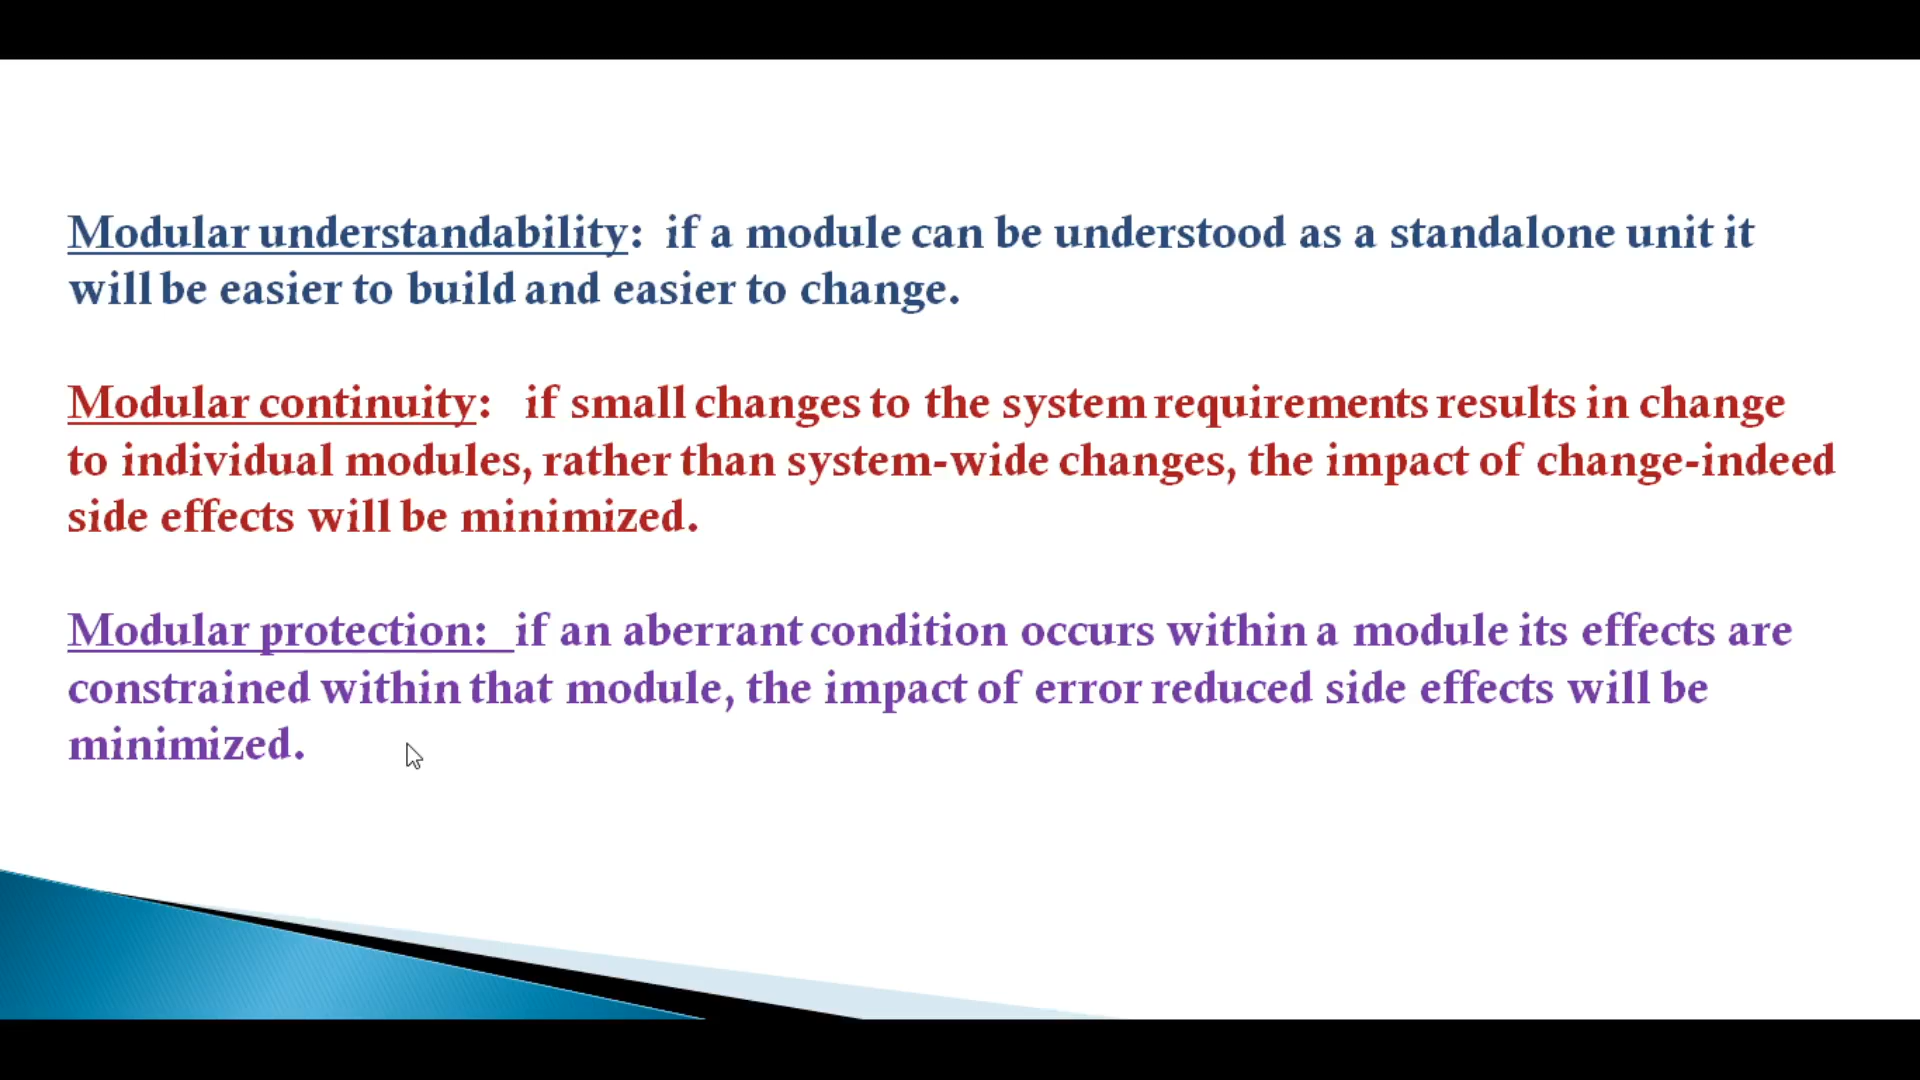 Modular understandability: if a module can be understood as a standalone unit it
will be easier to build and easier to change.
Modular continuity: if small changes to the system requirements results in change
to individual modules, rather than system-wide changes, the impact of change-indeed
side effects will be minimized.
Modular protection: if an aberrant condition occurs within a module its effects are
constrained within that module, the impact of error reduced side effects will be
minimized.